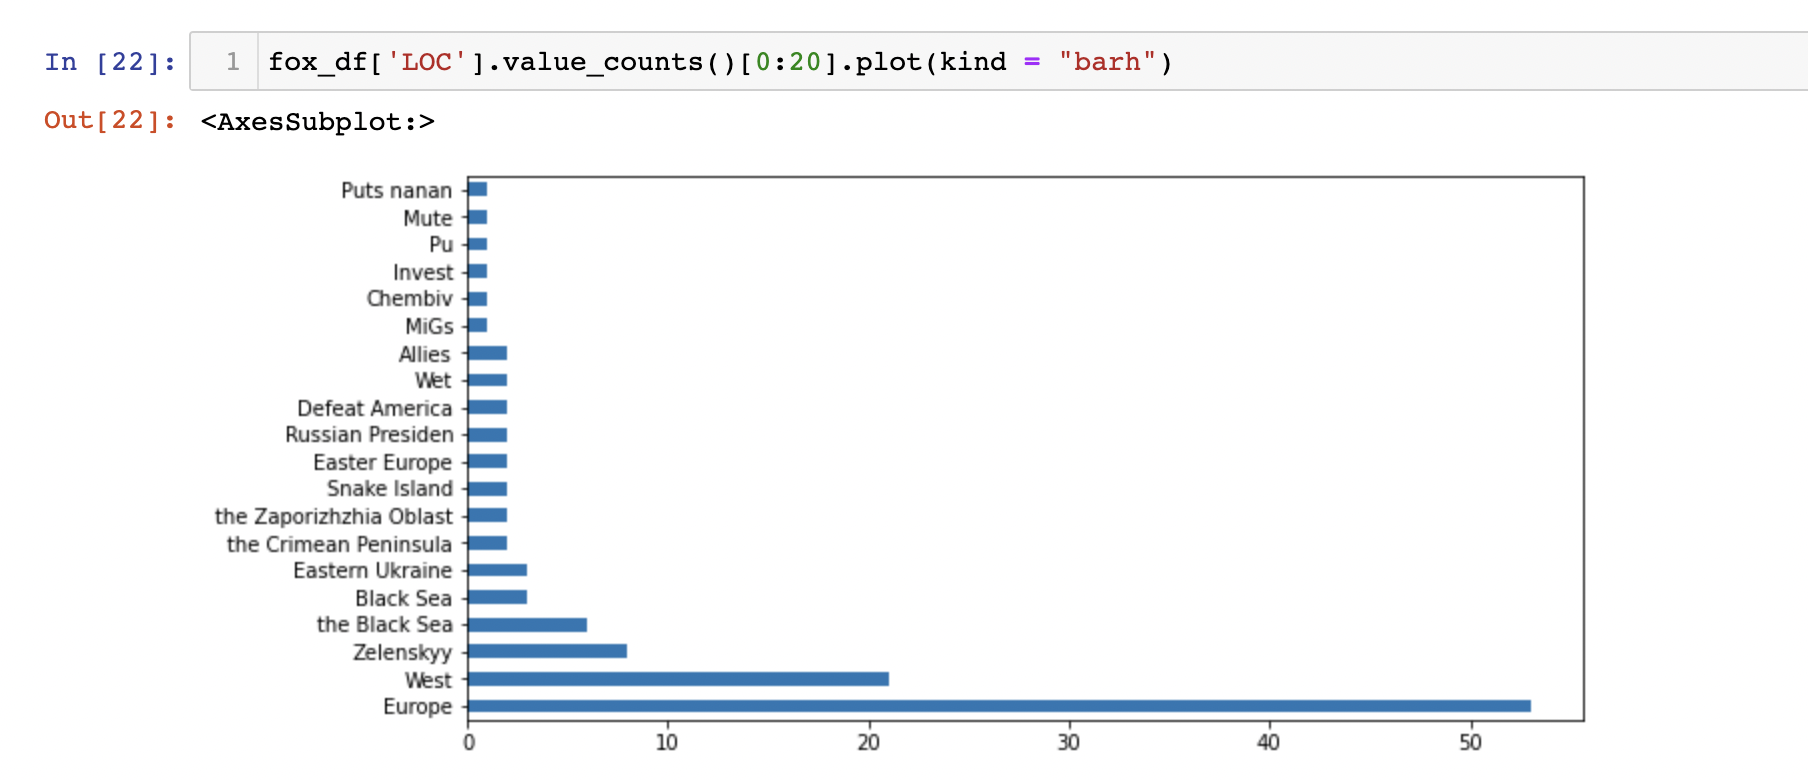 In [22]: 1 fox_df['LOC'].value_counts()[0:20].plot(kind = "barh")
Out[22]: <AxesSubplot:>
Puts nanan
Mute
Pu
Invest
Chembiv
MiGs
Allies
Wet
Defeat America
Russian Presiden
Easter Europe
Snake Island
the Zaporizhzhia Oblast
the Crimean Peninsula
Eastern Ukraine
Black Sea
the Black Sea
Zelenskyy
West
Europe
0 10 20 30 40 50